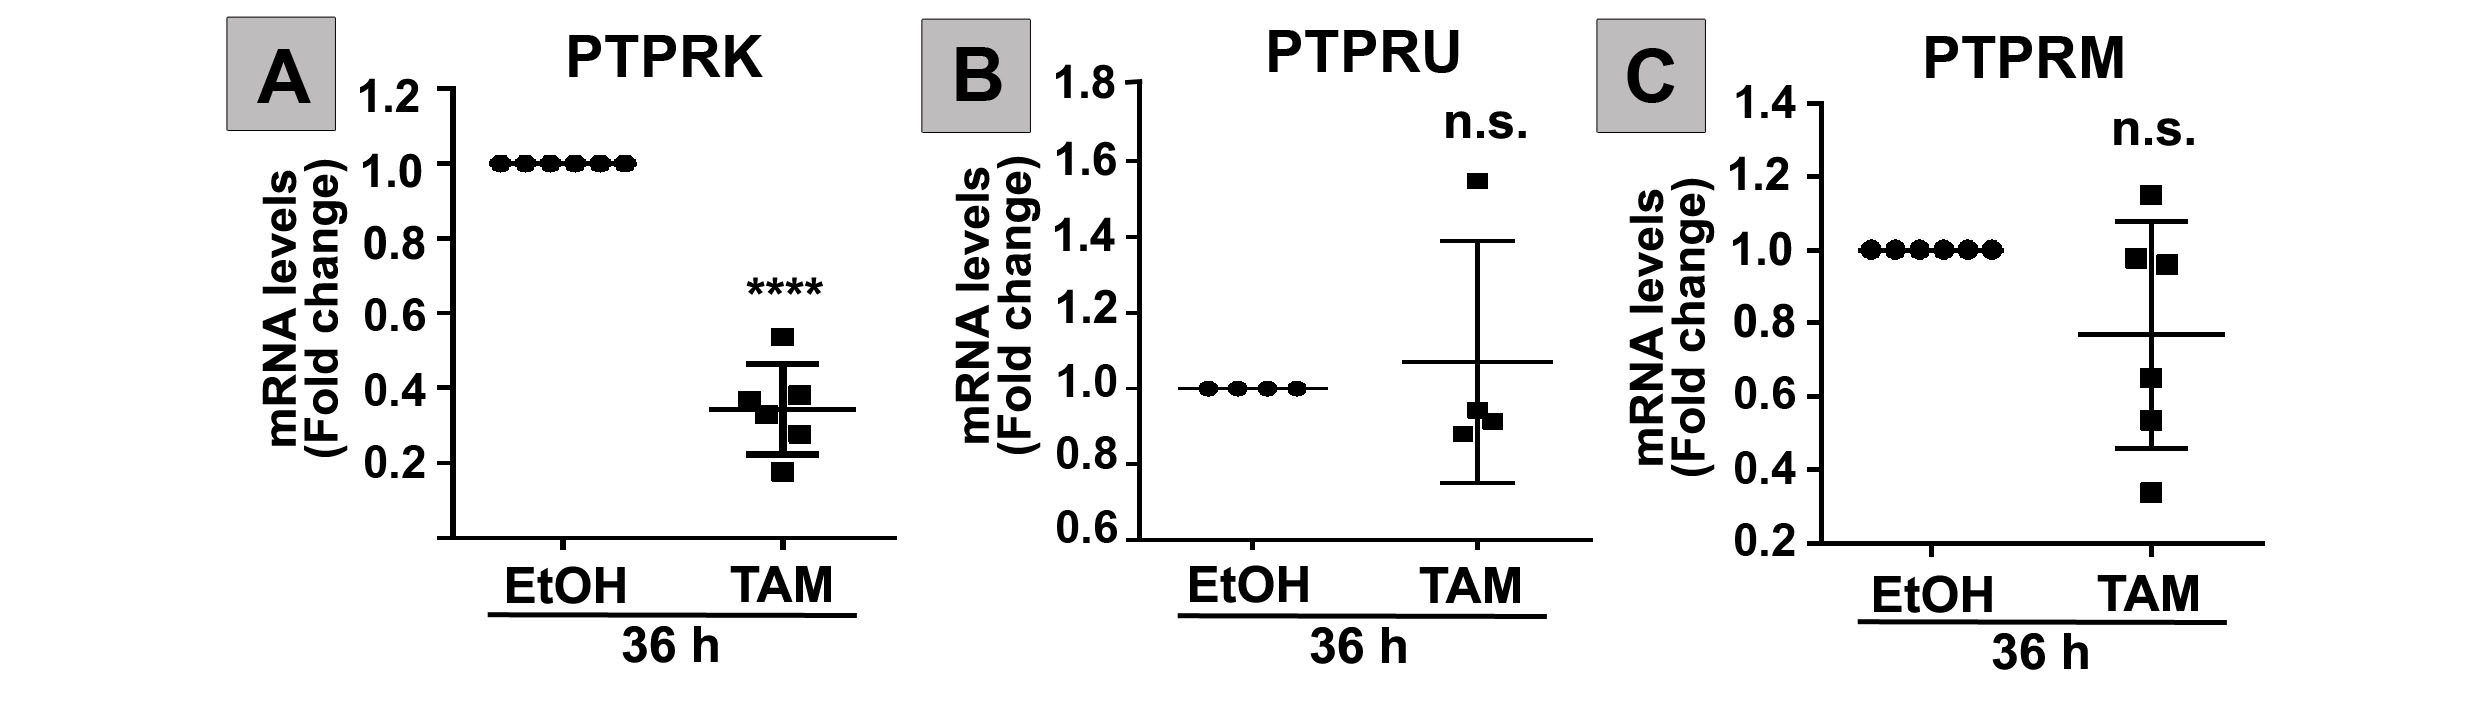 A
PTPRK
mRNA levels
(Fold change)
1.2
1.0
0.8
0.6
0.4
0.2
****
EtOH
TAM
36 h
B
PTPRU
mRNA levels
(Fold change)
1.8
1.6
1.4
1.2
1.0
0.8
0.6
n.s.
EtOH
TAM
36 h
C
PTPRM
mRNA levels
(Fold change)
1.4
1.2
1.0
0.8
0.6
0.4
0.2
n.s.
EtOH
TAM
36 h